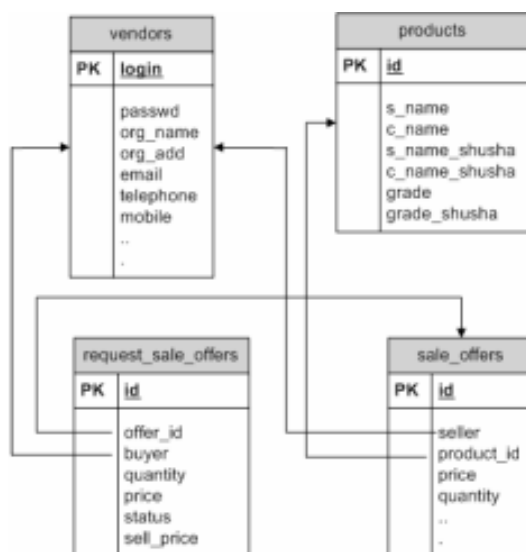 vendors
PK login
passwd
org_name
org_add
email
telephone
mobile
..
.
products
PK id
s_name
c_name
s_name_shusha
c_name_shusha
grade
grade_shusha
request_sale_offers
PK id
offer_id
buyer
quantity
price
status
sell_price
sale_offers
PK id
seller
product_id
price
quantity
..
.